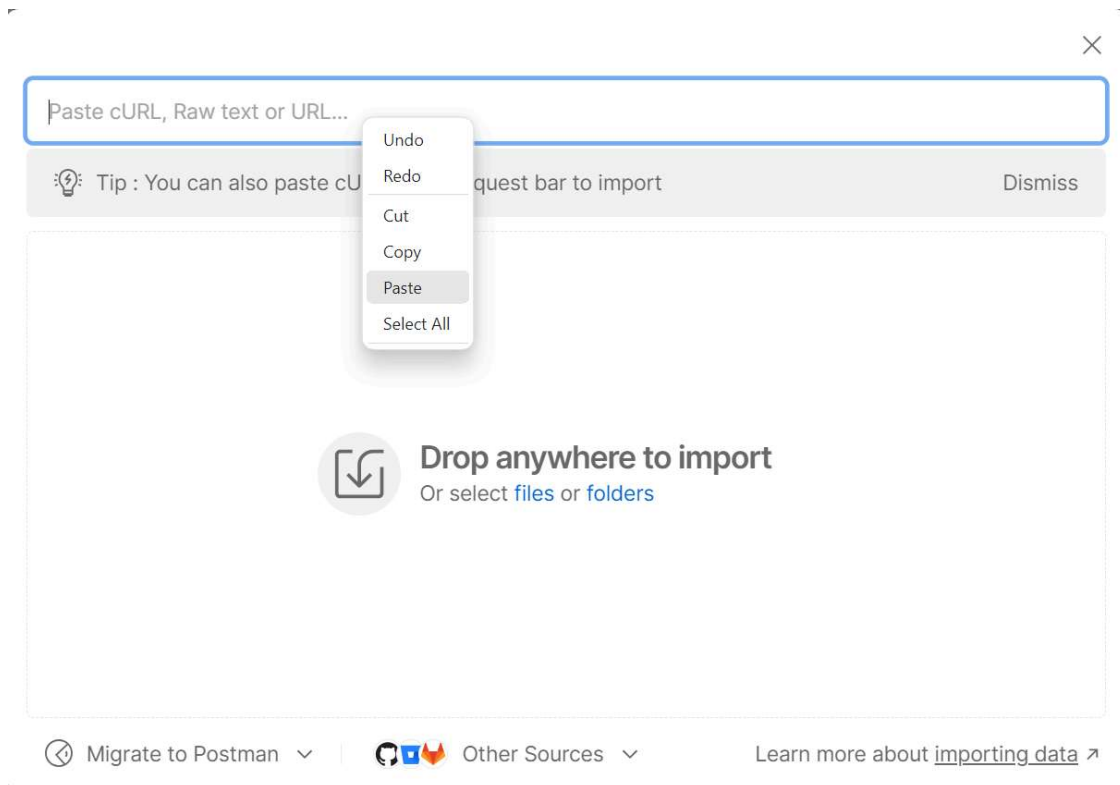 Paste cURL, Raw text or URL...
Undo
Redo
Cut
Copy
Paste
Select All
Tip : You can also paste cU quest bar to import Dismiss
Drop anywhere to import
Or select files or folders
Migrate to Postman Other Sources Learn more about importing data